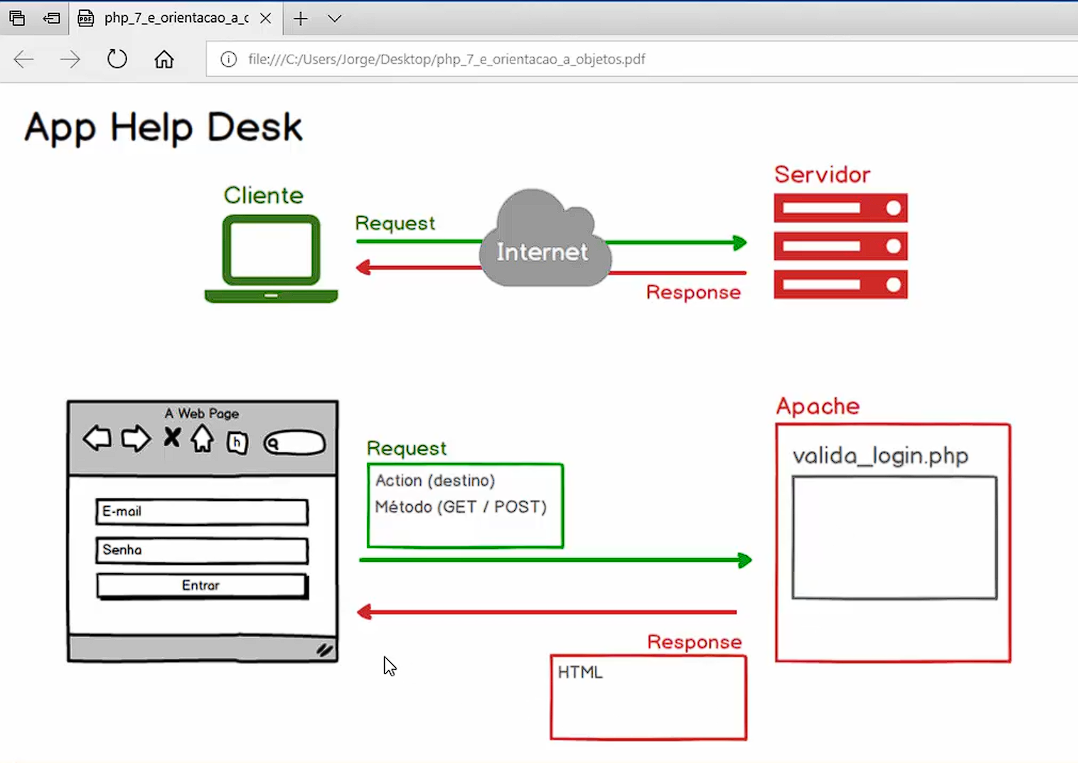 php_7_e_orientacao_a_c
file:///C:/Users/Jorge/Desktop/php_7_e_orientacao_a_objetos.pdf
App Help Desk
Cliente
Request
Internet
Response
Servidor
A Web Page
h
E-mail
Senha
Entrar
Request
Action (destino)
Método (GET / POST)
Response
HTML
Apache
valida_login.php